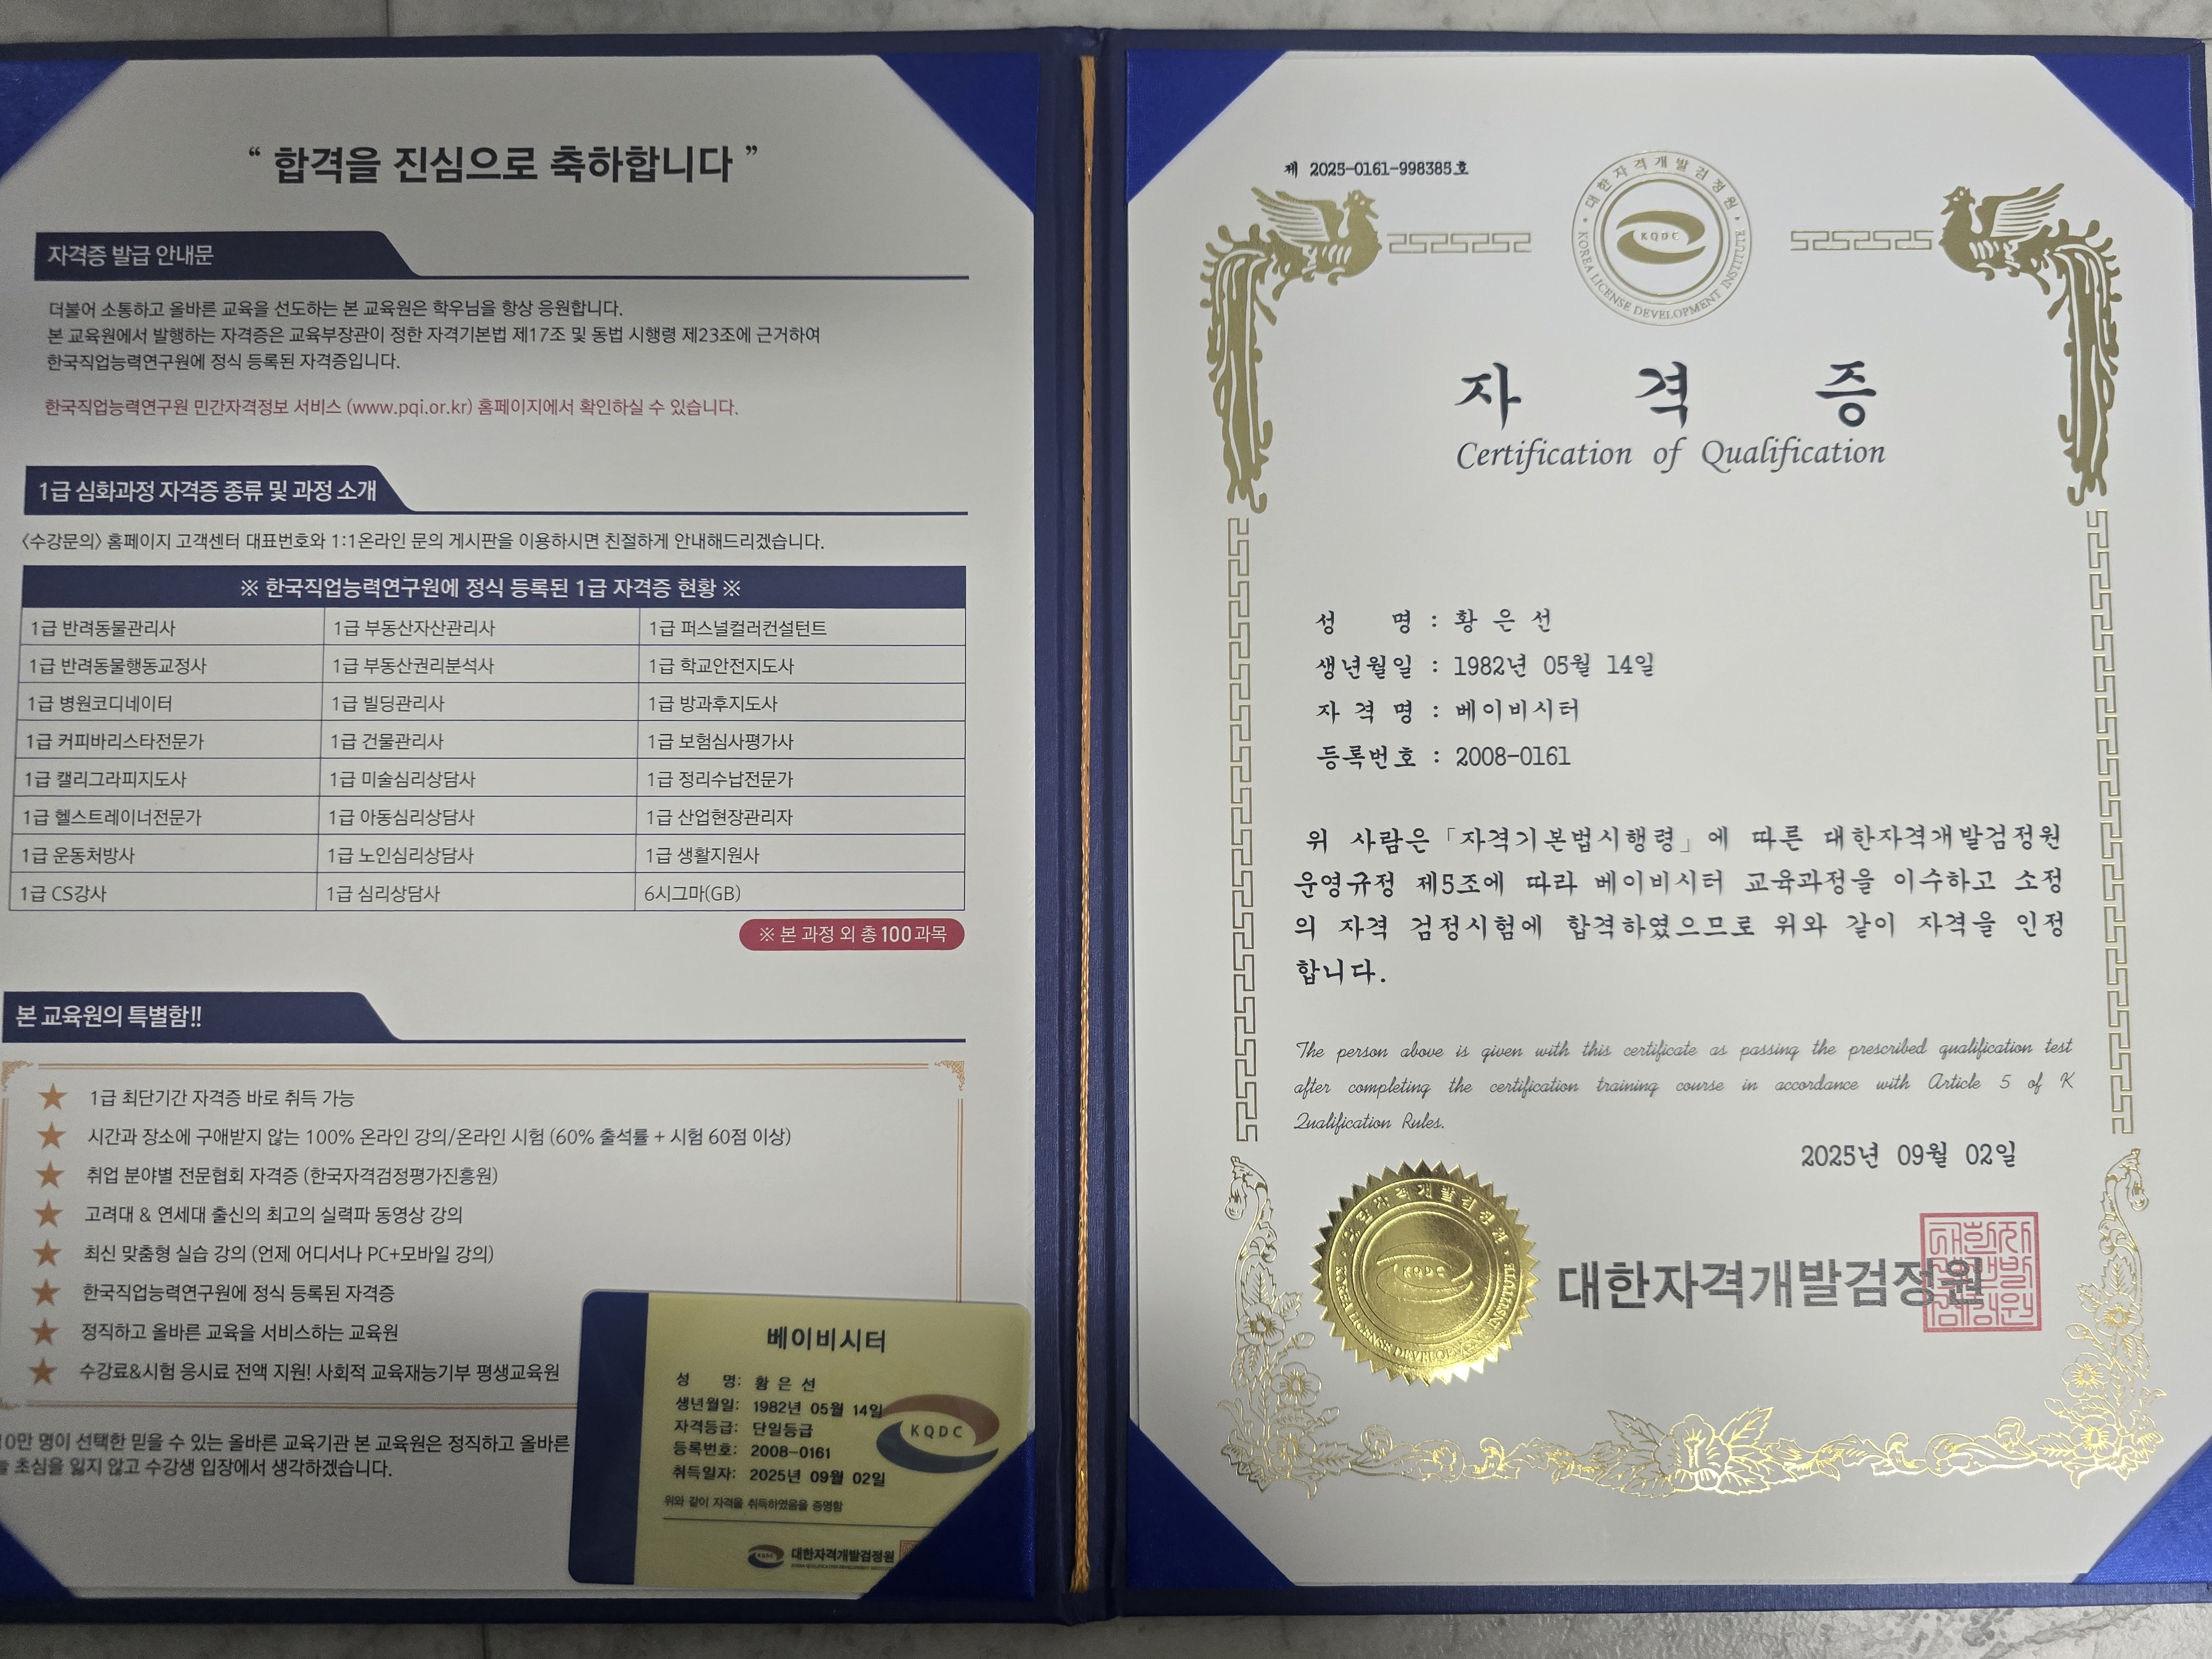 “ 합격을 진심으로 축하합니다 ”
자격증 발급 안내문
더불어 소통하고 올바른 교육을 선도하는 본 교육원은 학우님을 항상 응원합니다.
본 교육원에서 발행하는 자격증은 교육부장관이 정한 자격기본법 제17조 및 동법 시행령 제23조에 근거하여
한국직업능력연구원에 정식 등록된 자격증입니다.
한국직업능력연구원 민간자격정보 서비스 (www.pqi.or.kr) 홈페이지에서 확인하실 수 있습니다.
1급 심화과정 자격증 종류 및 과정 소개
<수강문의> 홈페이지 고객센터 대표번호와 1:1온라인 문의 게시판을 이용하시면 친절하게 안내해드리겠습니다.
※ 한국직업능력연구원에 정식 등록된 1급 자격증 현황 ※
1급 반려동물관리사 1급 부동산자산관리사 1급 퍼스널컬러컨설턴트
1급 반려동물행동교정사 1급 부동산권리분석사 1급 학교안전지도사
1급 병원코디네이터 1급 빌딩관리사 1급 방과후지도사
1급 커피바리스타전문가 1급 건물관리사 1급 보험심사평가사
1급 캘리그라피지도사 1급 미술심리상담사 1급 정리수납전문가
1급 헬스트레이너전문가 1급 아동심리상담사 1급 산업현장관리자
1급 운동처방사 1급 노인심리상담사 1급 생활지원사
1급 CS강사 1급 심리상담사 6시그마(GB)
※ 본 과정 외 총 100과목
본 교육원의 특별함!!
1급 최단기간 자격증 바로 취득 가능
시간과 장소에 구애받지 않는 100% 온라인 강의/온라인 시험 (60% 출석률 + 시험 60점 이상)
취업 분야별 전문협회 자격증 (한국자격검정평가진흥원)
고려대 & 연세대 출신의 최고의 실력파 동영상 강의
최신 맞춤형 실습 강의 (언제 어디서나 PC+모바일 강의)
한국직업능력연구원에 정식 등록된 자격증
정직하고 올바른 교육을 서비스하는 교육원
수강료&시험 응시료 전액 지원! 사회적 교육재능기부 평생교육원
10만 명이 선택한 믿을 수 있는 올바른 교육기관 본 교육원은 정직하고 올바른
초심을 잃지 않고 수강생 입장에서 생각하겠습니다.
베이비시터
성 명: 황 은 선
생년월일: 1982년 05월 14일
자격등급: 단일등급
등록번호: 2008-0161
취득일자: 2025년 09월 02일
위와 같이 자격을 취득하였음을 증명함
KQDC
KQDC
대한자격개발검정원
제 2025-0161-998385호
대한자격개발검정원
KQDC
KOREA LICENSE DEVELOPMENT INSTITUTE
자 격 증
Certification of Qualification
성 명 : 황 은 선
생년월일 : 1982년 05월 14일
자 격 명 : 베이비시터
등록번호 : 2008-0161
위 사람은 「자격기본법시행령」에 따른 대한자격개발검정원
운영규정 제5조에 따라 베이비시터 교육과정을 이수하고 소정
의 자격 검정시험에 합격하였으므로 위와 같이 자격을 인정
합니다.
The person above is given with this certificate as passing the prescribed qualification test
after completing the certification training course in accordance with Article 5 of K
Qualification Rules.
2025년 09월 02일
대한자격개발검정원
KQDC
KOREA LICENSE DEVELOPMENT INSTITUTE
대한자격개발검정원